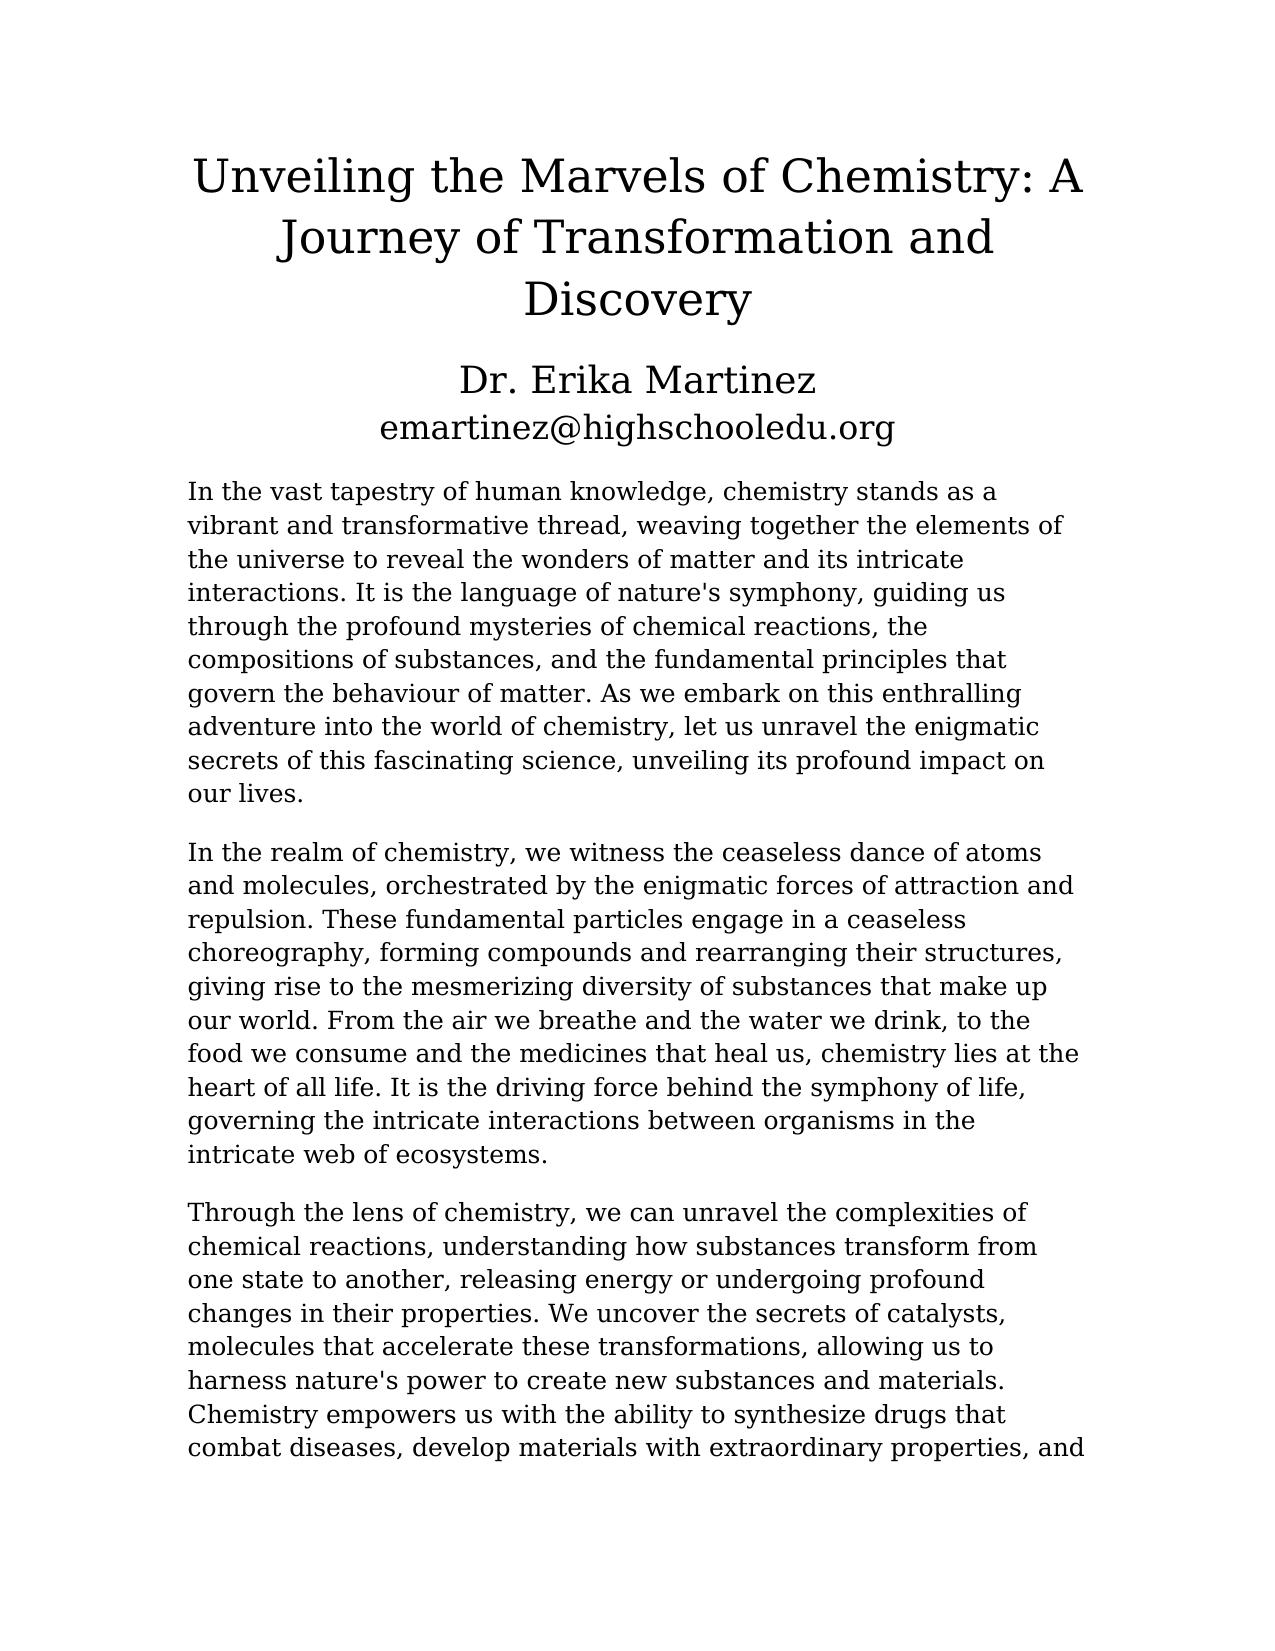 Unveiling the Marvels of Chemistry: A
Journey of Transformation and
Discovery
Dr. Erika Martinez
emartinez@highschooledu.org
In the vast tapestry of human knowledge, chemistry stands as a
vibrant and transformative thread, weaving together the elements of
the universe to reveal the wonders of matter and its intricate
interactions. It is the language of nature's symphony, guiding us
through the profound mysteries of chemical reactions, the
compositions of substances, and the fundamental principles that
govern the behaviour of matter. As we embark on this enthralling
adventure into the world of chemistry, let us unravel the enigmatic
secrets of this fascinating science, unveiling its profound impact on
our lives.
In the realm of chemistry, we witness the ceaseless dance of atoms
and molecules, orchestrated by the enigmatic forces of attraction and
repulsion. These fundamental particles engage in a ceaseless
choreography, forming compounds and rearranging their structures,
giving rise to the mesmerizing diversity of substances that make up
our world. From the air we breathe and the water we drink, to the
food we consume and the medicines that heal us, chemistry lies at the
heart of all life. It is the driving force behind the symphony of life,
governing the intricate interactions between organisms in the
intricate web of ecosystems.
Through the lens of chemistry, we can unravel the complexities of
chemical reactions, understanding how substances transform from
one state to another, releasing energy or undergoing profound
changes in their properties. We uncover the secrets of catalysts,
molecules that accelerate these transformations, allowing us to
harness nature's power to create new substances and materials.
Chemistry empowers us with the ability to synthesize drugs that
combat diseases, develop materials with extraordinary properties, and